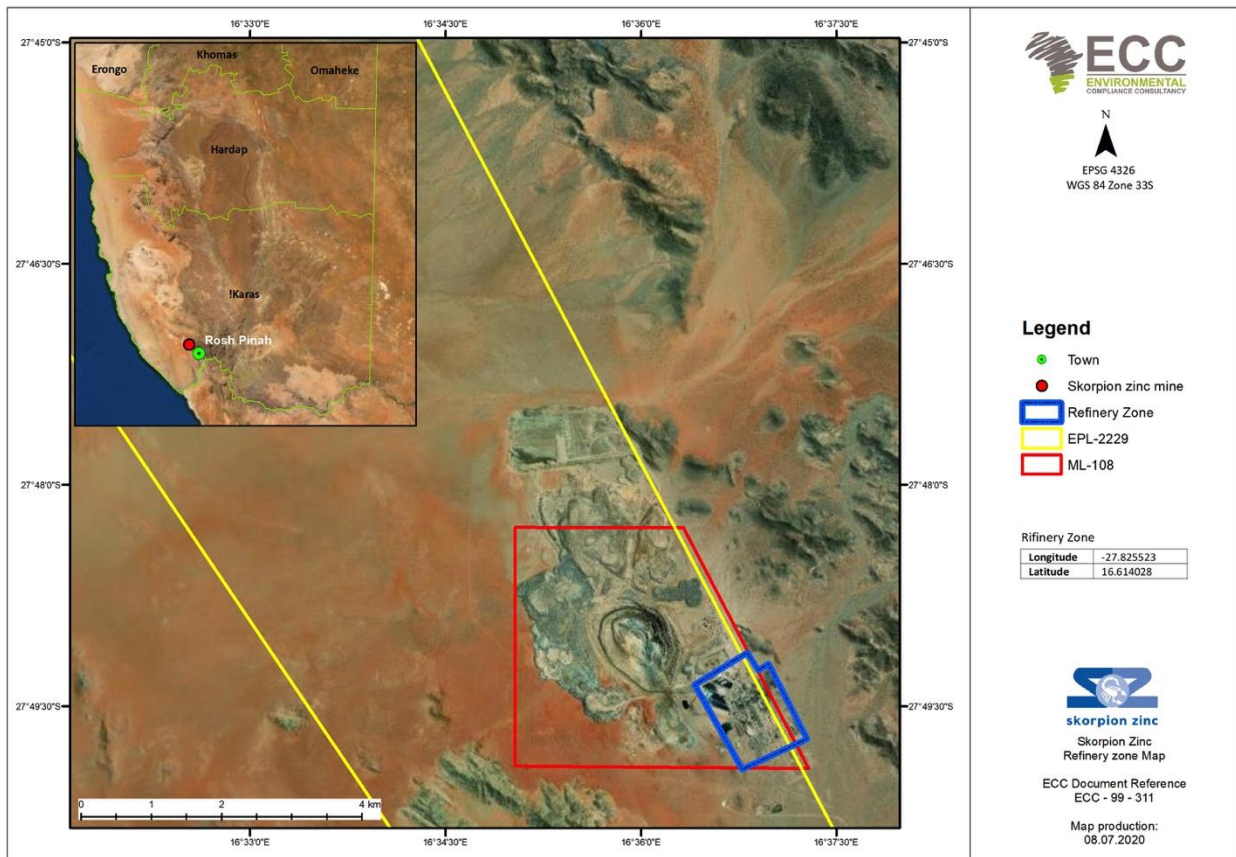 16°33'0"E
16°34'30"E
16°36'0"E
16°37'30"E
27°45'0"S
27°46'30"S
27°48'0"S
27°49'30"S
27°45'0"S
27°46'30"S
27°48'0"S
27°49'30"S
Khomas
Erongo
Omaheke
Hardap
!Karas
Rosh Pinah
0 1 2 4 km
16°33'0"E
16°34'30"E
16°36'0"E
16°37'30"E
ECC
ENVIRONMENTAL
COMPLIANCE CONSULTANCY
N
EPSG 4326
WGS 84 Zone 33S
Legend
Town
Skorpion zinc mine
Refinery Zone
EPL-2229
ML-108
Rifinery Zone
Longitude -27.825523
Latitude 16.614028
skorpion zinc
Skorpion Zinc
Refinery zone Map
ECC Document Reference
ECC - 99 - 311
Map production:
08.07.2020